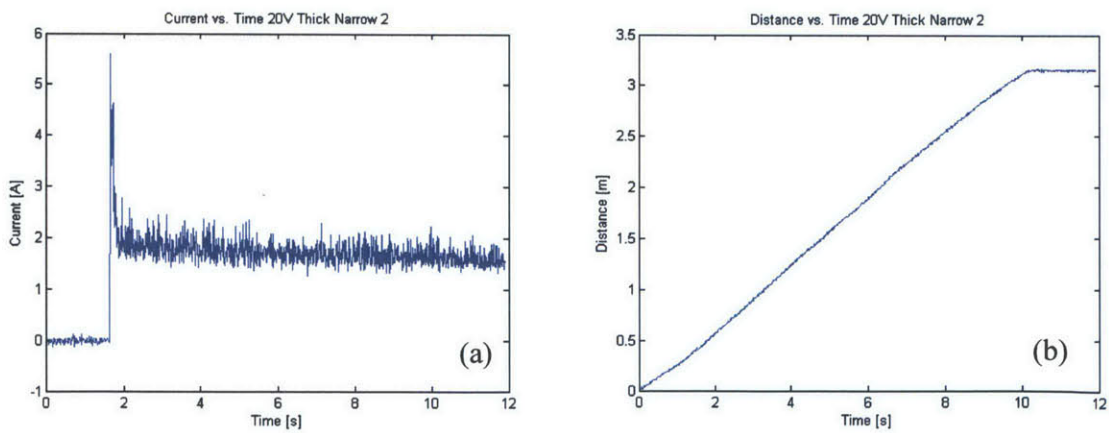 Current vs. Time 20V Thick Narrow 2
6
5
4
3
2
1
0
-1
Current [A]
0 2 4 6 8 10 12
Time [s]
(a)
Distance vs. Time 20V Thick Narrow 2
3.5
3
2.5
2
1.5
1
0.5
0
Distance [m]
0 2 4 6 8 10 12
Time [s]
(b)